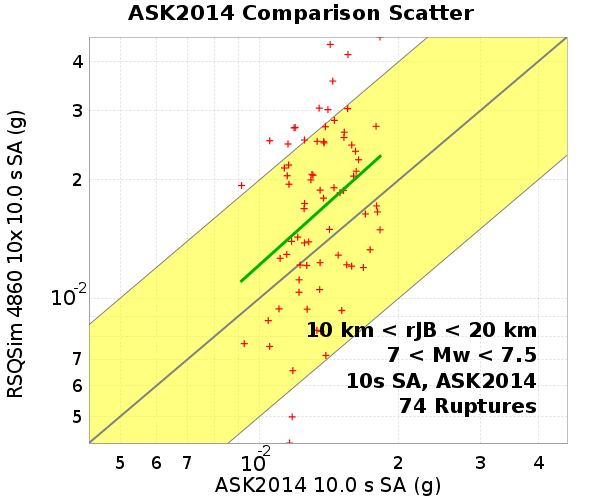 ASK2014 Comparison Scatter
RSQSim 4860 10x 10.0 s SA (g)
4
3
2
10-2
7
6
5
10 km < rJB < 20 km
7 < Mw < 7.5
10s SA, ASK2014
74 Ruptures
5 6 7 10-2 2 3 4
ASK2014 10.0 s SA (g)